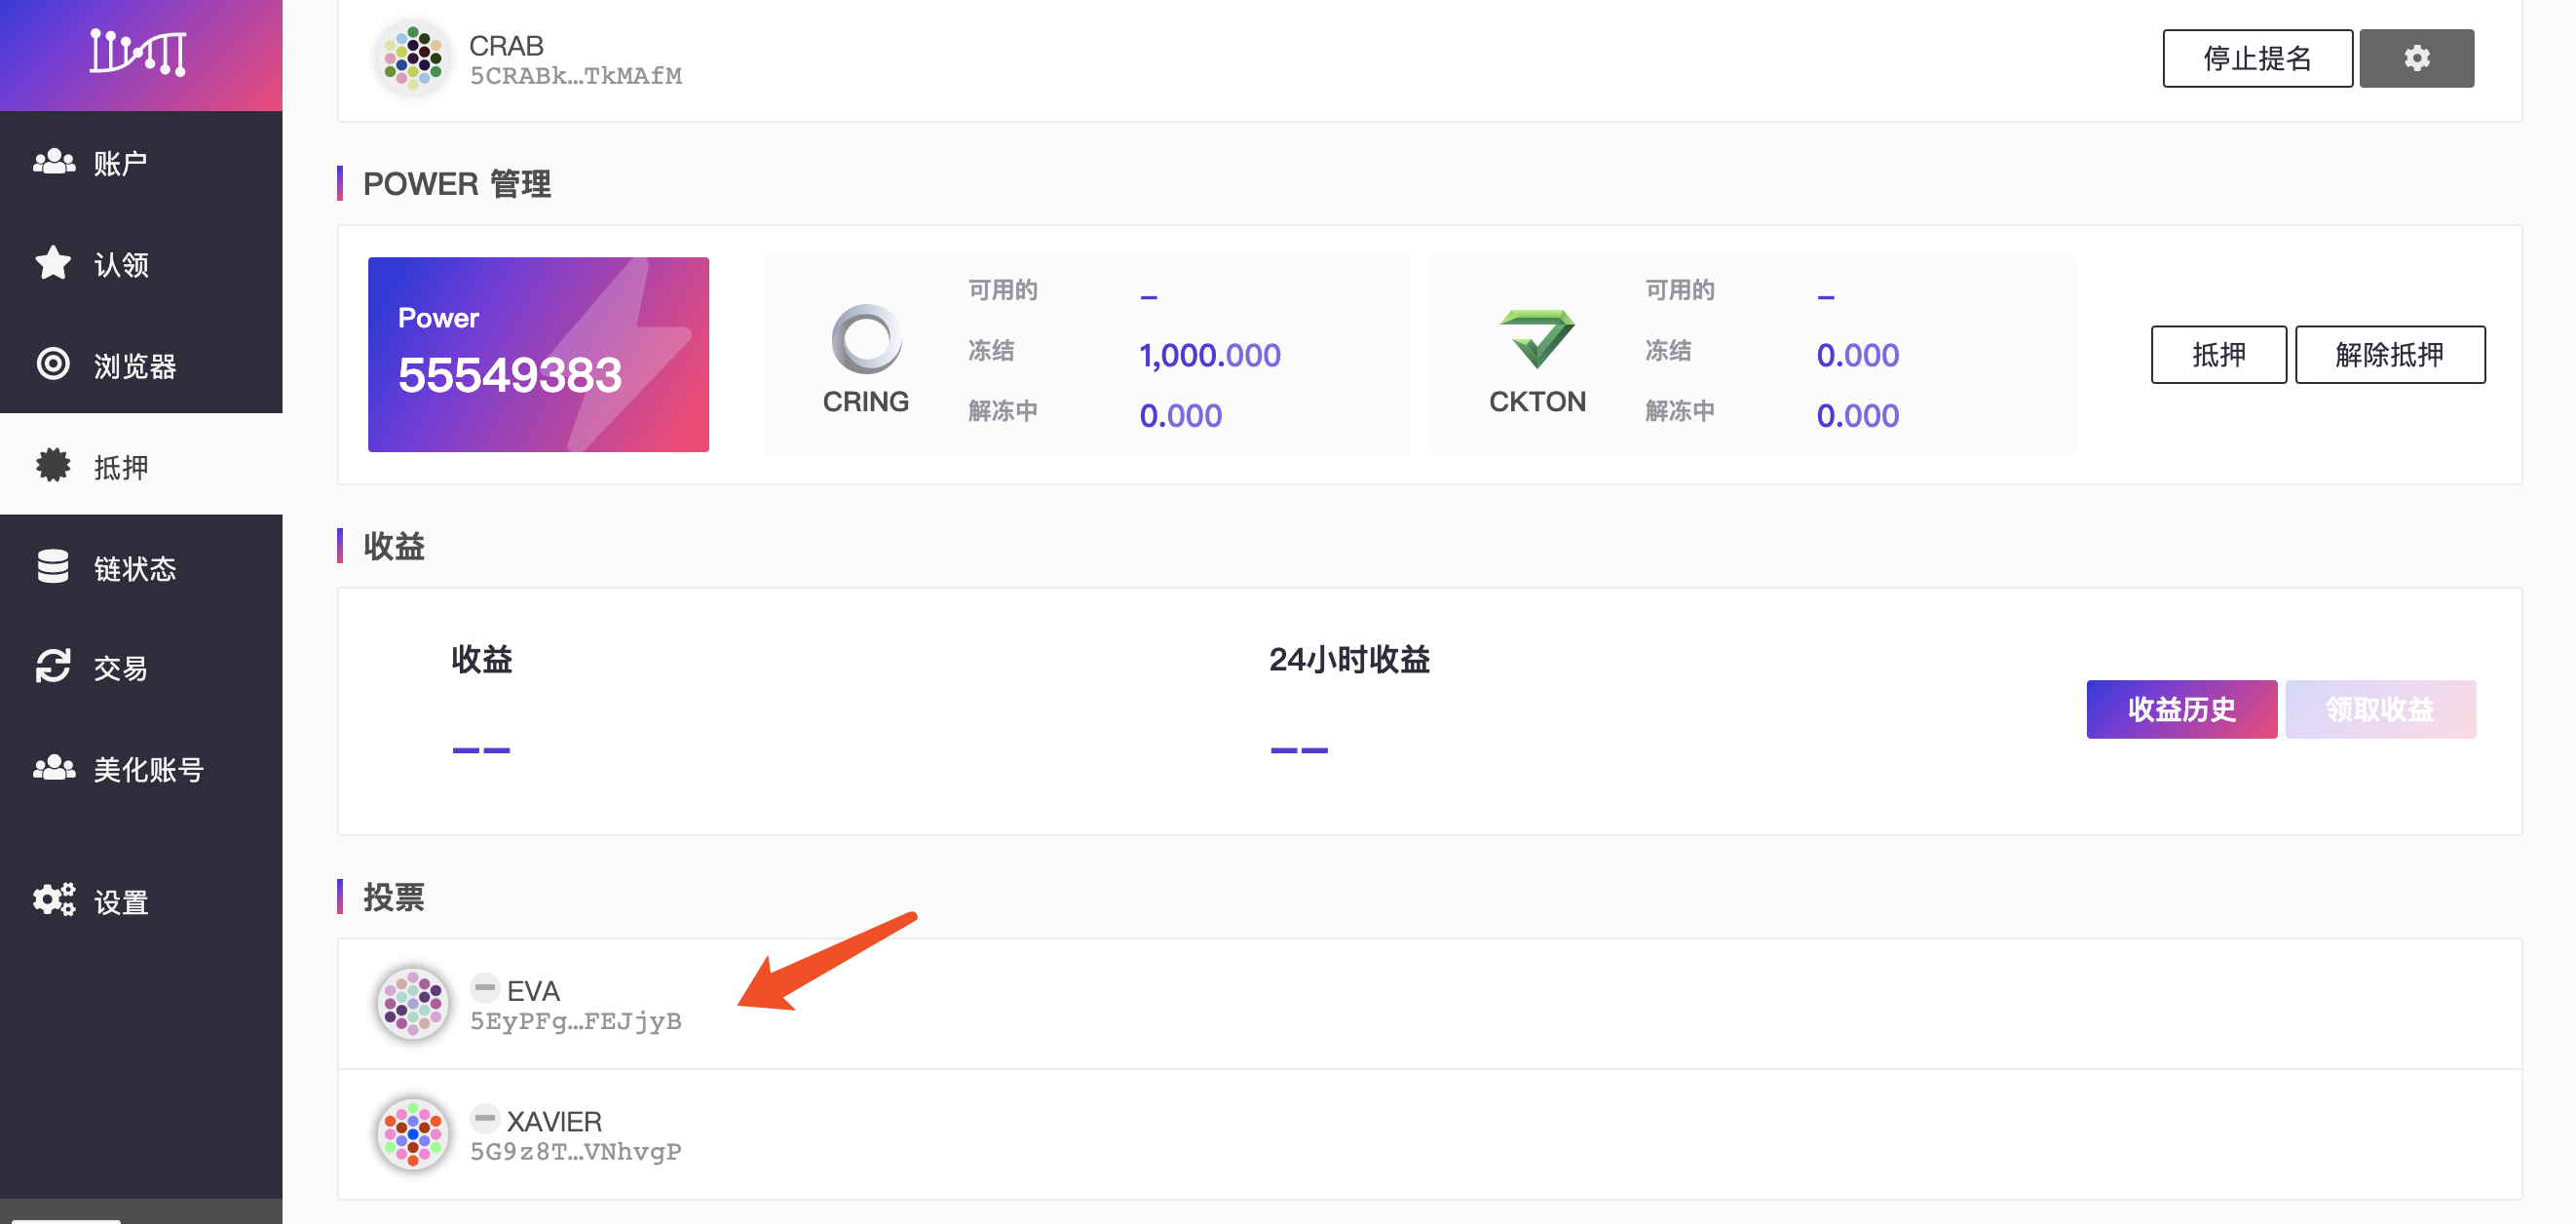 账户
认领
浏览器
抵押
链状态
交易
美化账号
设置
CRAB
5CRABk…TkMAfM
停止提名
POWER 管理
Power
55549383
CRING
可用的 –
冻结 1,000.000
解冻中 0.000
CKTON
可用的 –
冻结 0.000
解冻中 0.000
抵押
解除抵押
收益
收益
––
24小时收益
––
收益历史
领取收益
投票
EVA
5EyPFg…FEJjyB
XAVIER
5G9z8T…VNhvgP